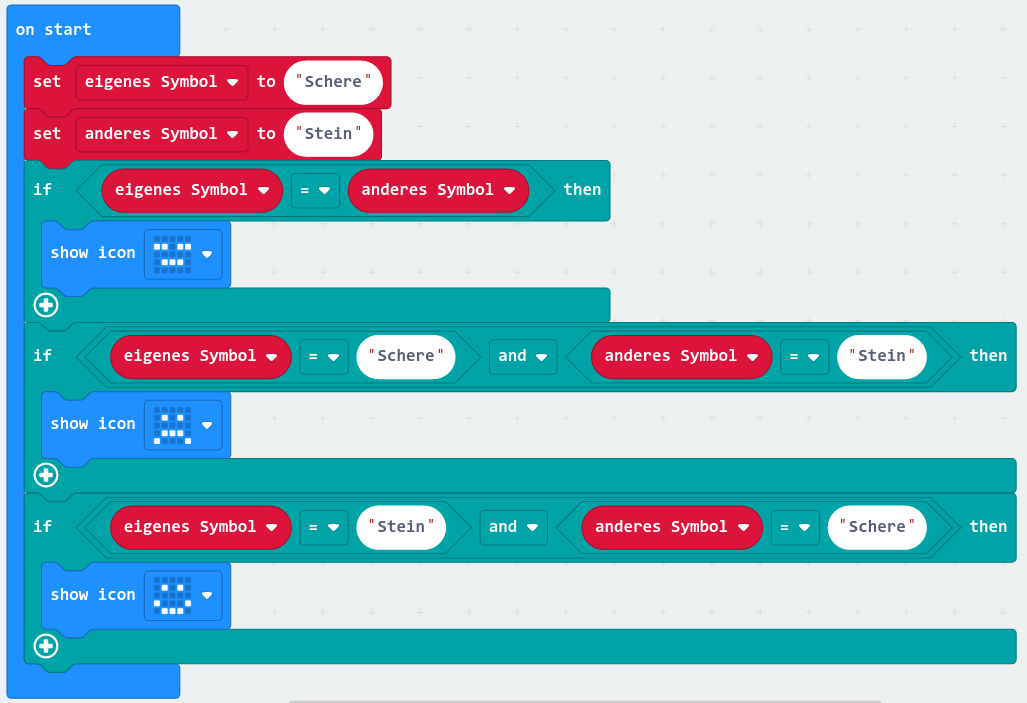 on start
set eigenes Symbol to "Schere"
set anderes Symbol to "Stein"
if eigenes Symbol = anderes Symbol then
show icon
if eigenes Symbol = "Schere" and anderes Symbol = "Stein" then
show icon
if eigenes Symbol = "Stein" and anderes Symbol = "Schere" then
show icon